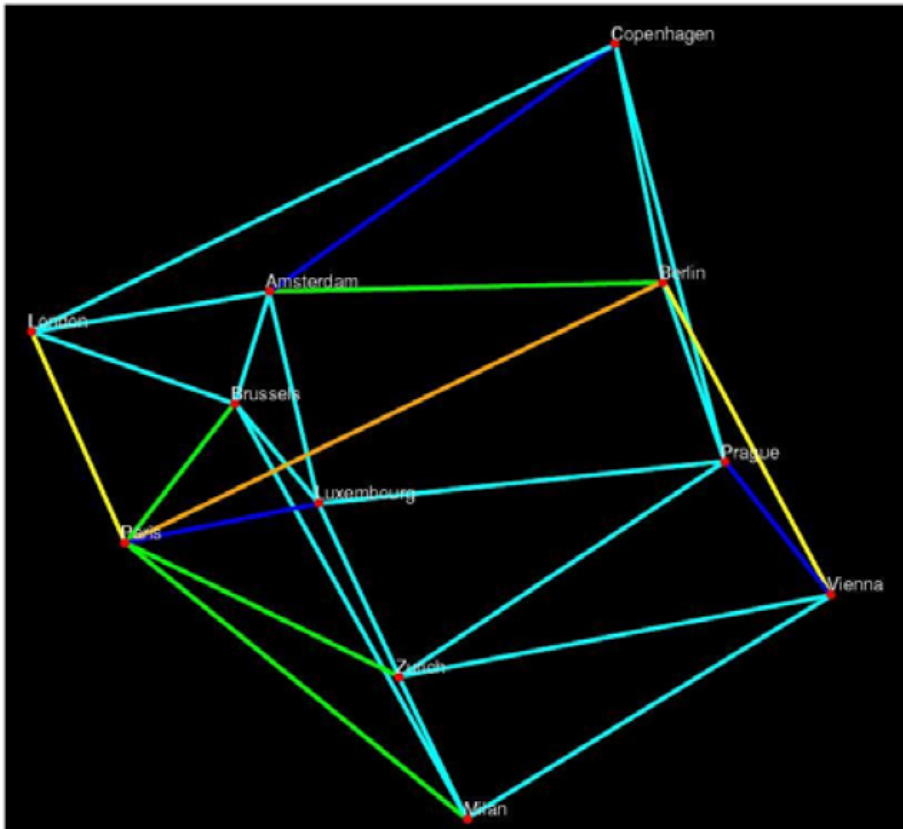 Copenhagen
Amsterdam
Berlin
London
Brussels
Prague
Luxembourg
Paris
Vienna
Zurich
Milan